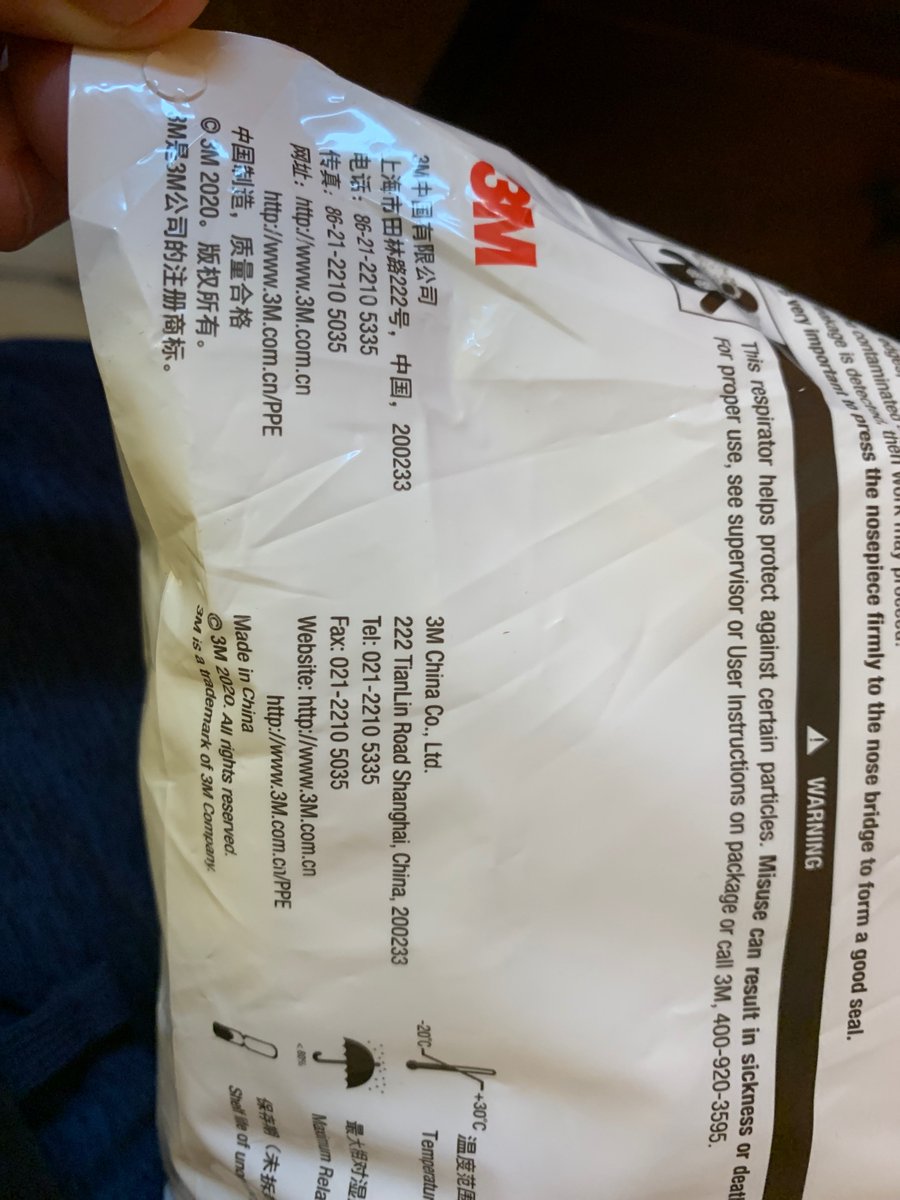 contaminated, then work may proceed.
age is detected
very important to press the nosepiece firmly to the nose bridge to form a good seal.
WARNING
This respirator helps protect against certain particles. Misuse can result in sickness or death
For proper use, see supervisor or User Instructions on package or call 3M, 400-920-3595.
3M
3M中国有限公司
上海市田林路222号，中国，200233
电话：86-21-2210 5335
传真：86-21-2210 5035
网址：http://www.3M.com.cn
http://www.3M.com.cn/PPE
中国制造，质量合格
© 3M 2020。版权所有。
3M是3M公司的注册商标。
3M China Co., Ltd.
222 TianLin Road Shanghai, China, 200233
Tel: 021-2210 5335
Fax: 021-2210 5035
Website: http://www.3M.com.cn
http://www.3M.com.cn/PPE
Made in China
© 3M 2020. All rights reserved.
3M is a trademark of 3M Company.
-20°C
+30°C
温度范围
Temperatur
<80%
最大相对湿
Maximum Rela
保存期（未拆
Shelf life of uno